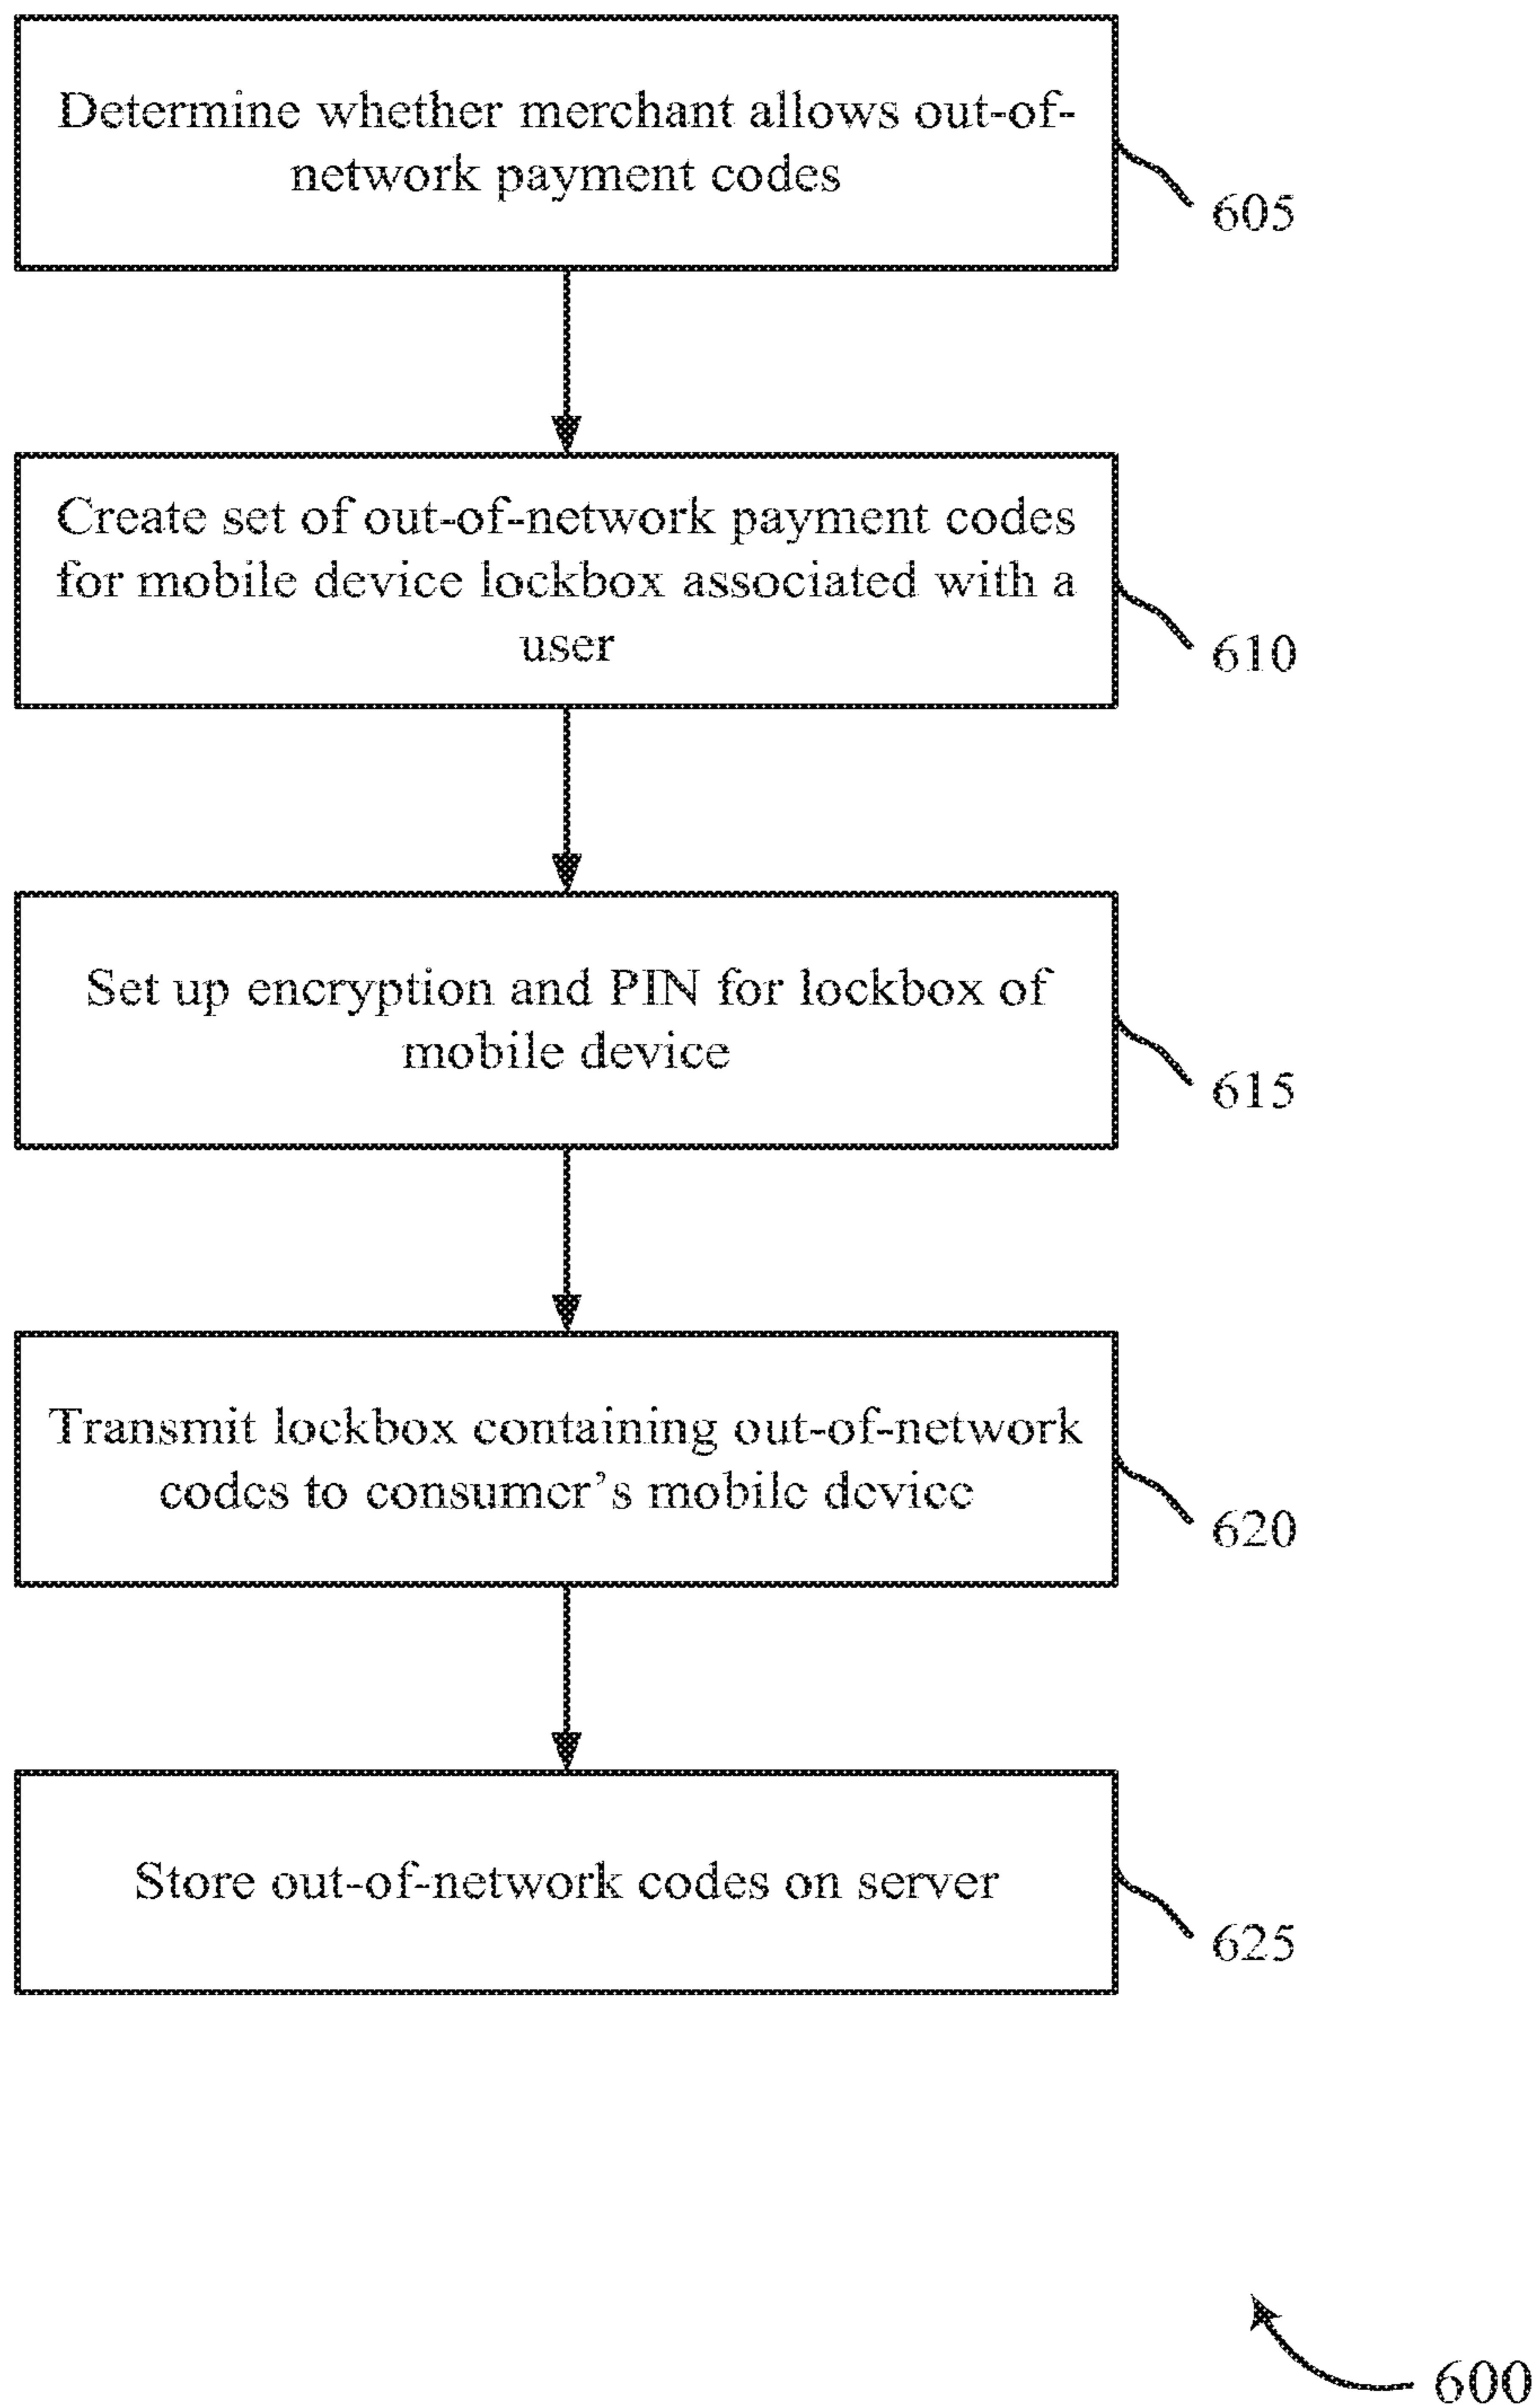 Determine whether merchant allows out-of-
network payment codes
605
Create set of out-of-network payment codes
for mobile device lockbox associated with a
user
610
Set up encryption and PIN for lockbox of
mobile device
615
Transmit lockbox containing out-of-network
codes to consumer's mobile device
620
Store out-of-network codes on server
625
600